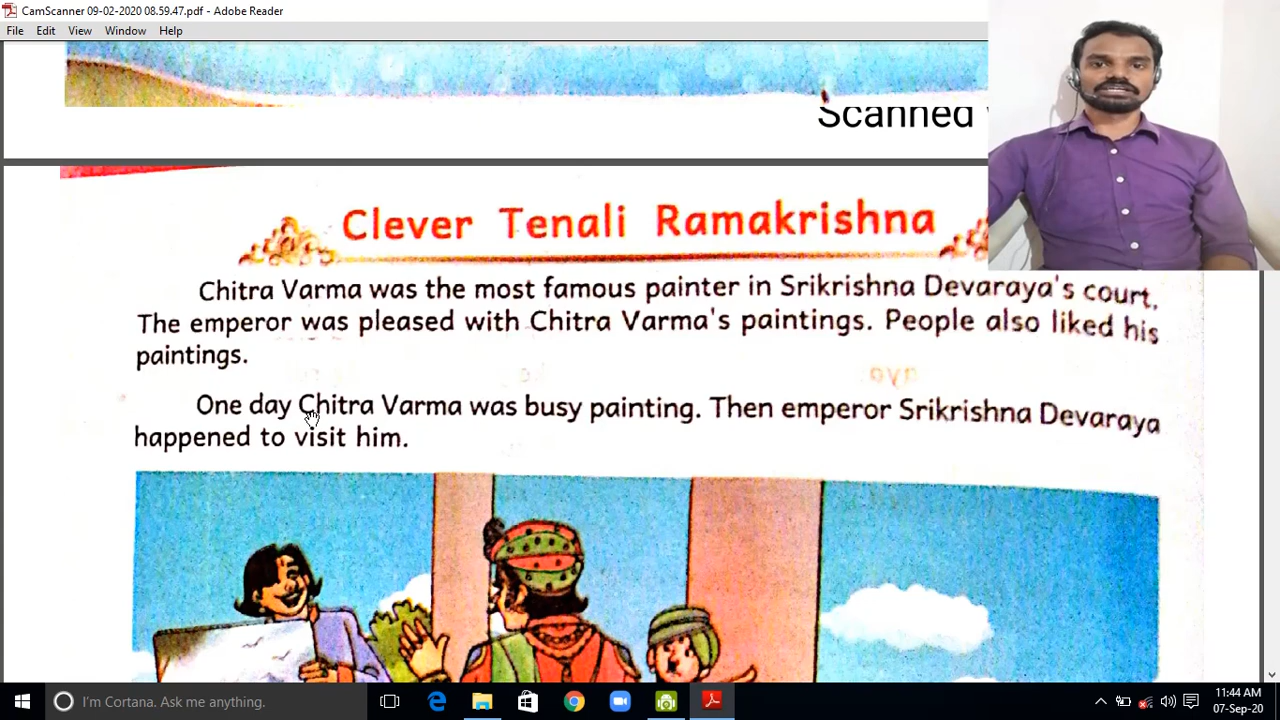 CamScanner 09-02-2020 08.59.47.pdf - Adobe Reader
File Edit View Window Help
Scanned
Clever Tenali Ramakrishna
Chitra Varma was the most famous painter in Srikrishna Devaraya's court.
The emperor was pleased with Chitra Varma's paintings. People also liked his
paintings.
One day Chitra Varma was busy painting. Then emperor Srikrishna Devaraya
happened to visit him.
I'm Cortana. Ask me anything.
11:44 AM
07-Sep-20